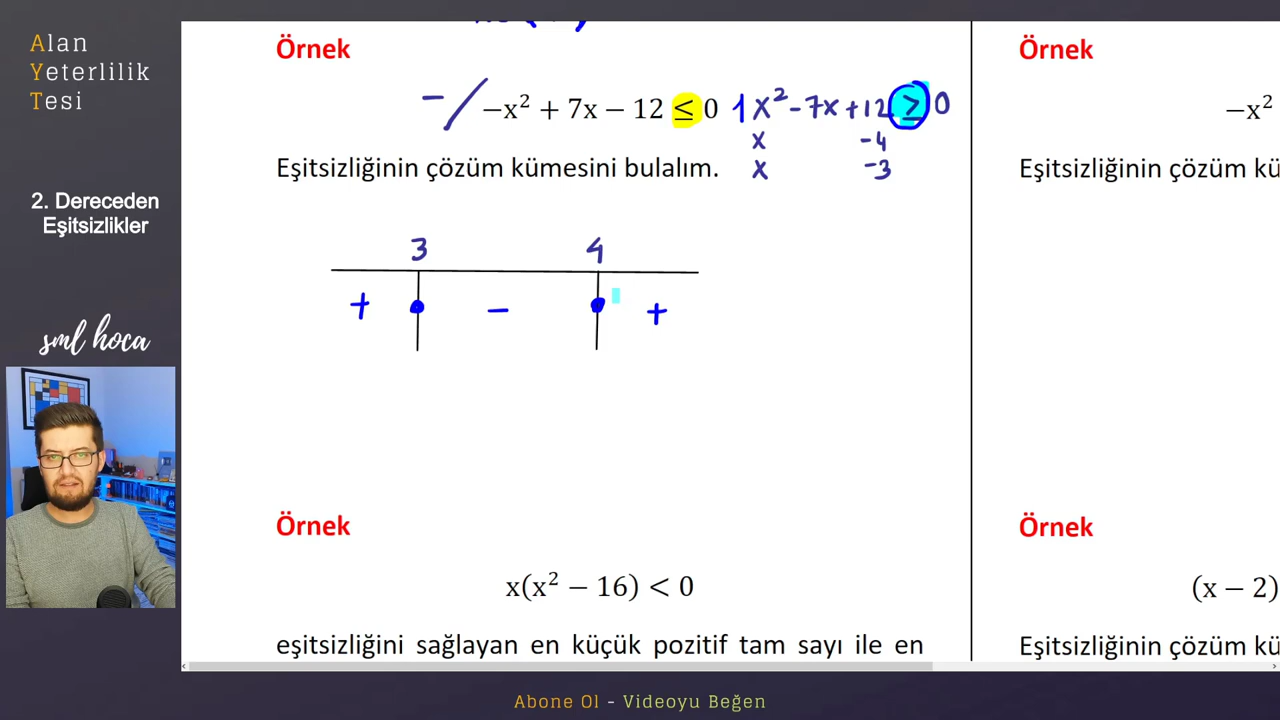 Alan
Yeterlilik
Tesi
2. Dereceden
Eşitsizlikler
sml hoca
Örnek
- / −x² + 7x − 12 ≤ 0 1x² - 7x + 12 ≥ 0
x -4
Eşitsizliğinin çözüm kümesini bulalım. x -3
3 4
+ - +
Örnek
x(x² − 16) < 0
eşitsizliğini sağlayan en küçük pozitif tam sayı ile en
Örnek
−x²
Eşitsizliğinin çözüm kü
Örnek
(x − 2)
Eşitsizliğinin çözüm kü
Abone Ol - Videoyu Beğen